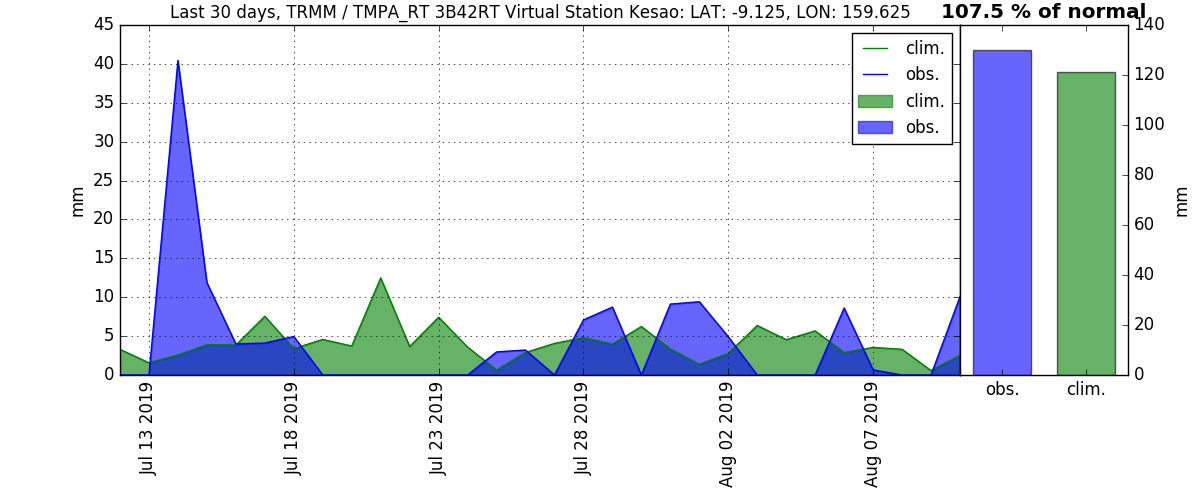 Last 30 days, TRMM / TMPA_RT 3B42RT Virtual Station Kesao: LAT: -9.125, LON: 159.625
107.5 % of normal
45
40
35
30
25
20
15
10
5
0
mm
clim.
obs.
clim.
obs.
Jul 13 2019
Jul 18 2019
Jul 23 2019
Jul 28 2019
Aug 02 2019
Aug 07 2019
140
120
100
80
60
40
20
0
mm
obs.
clim.